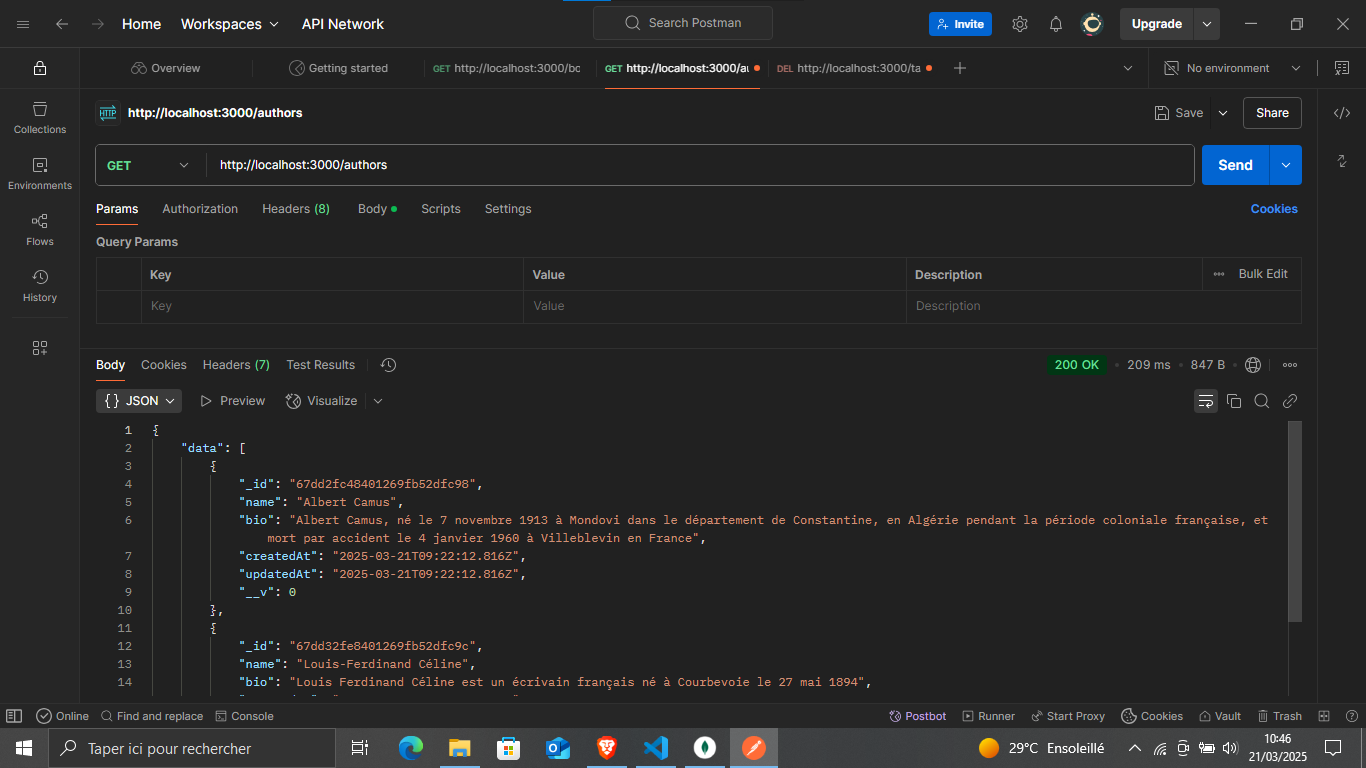 Home Workspaces API Network Search Postman Invite Upgrade
Overview Getting started GET http://localhost:3000/bc GET http://localhost:3000/au DEL http://localhost:3000/ta No environment
HTTP http://localhost:3000/authors Save Share
Collections
GET http://localhost:3000/authors Send
Environments
Params Authorization Headers (8) Body Scripts Settings Cookies
Flows
Query Params
Key Value Description Bulk Edit
History
Key Value Description
Body Cookies Headers (7) Test Results 200 OK 209 ms 847 B
{ } JSON Preview Visualize
1 {
2 "data": [
3 {
4 "_id": "67dd2fc48401269fb52dfc98",
5 "name": "Albert Camus",
6 "bio": "Albert Camus, né le 7 novembre 1913 à Mondovi dans le département de Constantine, en Algérie pendant la période coloniale française, et
mort par accident le 4 janvier 1960 à Villeblevin en France",
7 "createdAt": "2025-03-21T09:22:12.816Z",
8 "updatedAt": "2025-03-21T09:22:12.816Z",
9 "__v": 0
10 },
11 {
12 "_id": "67dd32fe8401269fb52dfc9c",
13 "name": "Louis-Ferdinand Céline",
14 "bio": "Louis Ferdinand Céline est un écrivain français né à Courbevoie le 27 mai 1894",
Online Find and replace Console Postbot Runner Start Proxy Cookies Vault Trash
Taper ici pour rechercher 29°C Ensoleillé 10:46
21/03/2025